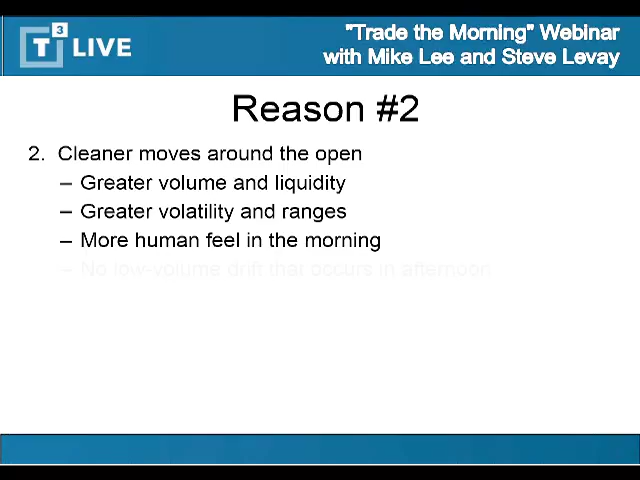 T3 LIVE
"Trade the Morning" Webinar
with Mike Lee and Steve Levay
Reason #2
2. Cleaner moves around the open
– Greater volume and liquidity
– Greater volatility and ranges
– More human feel in the morning
– No low-volume drift that occurs in afternoon